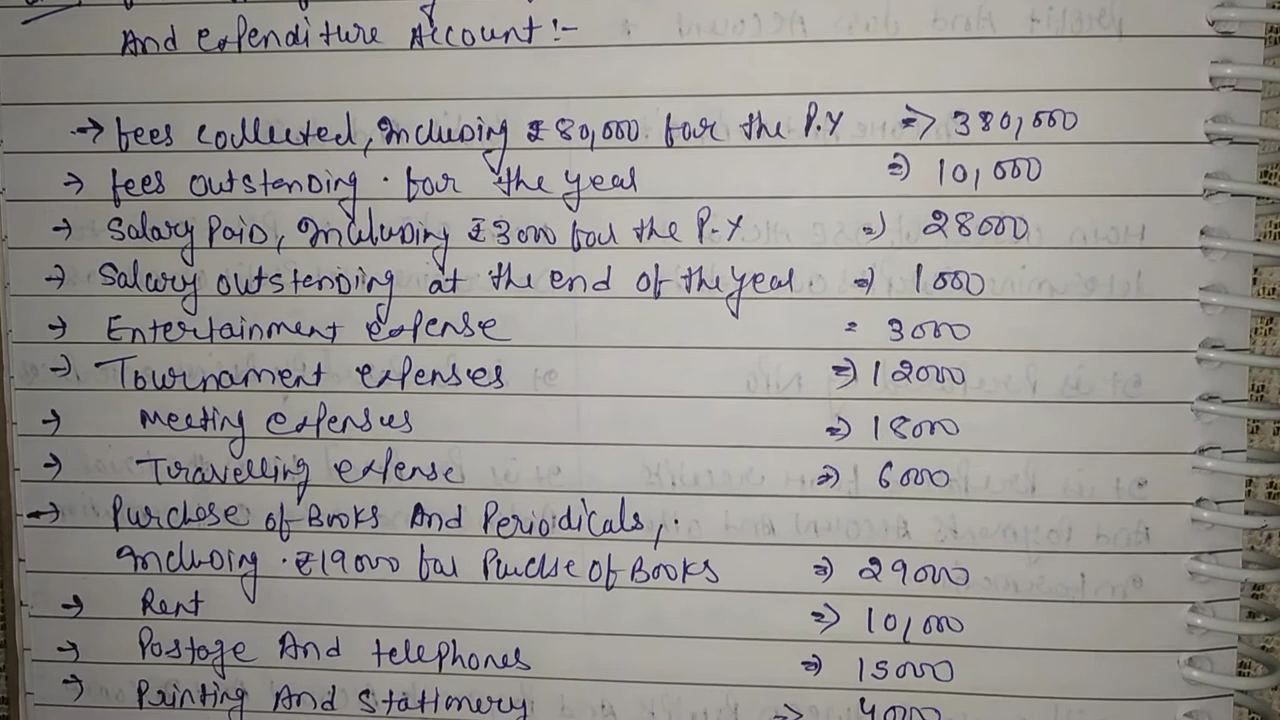 And expenditure Account :-
→ fees collected, including ₹ 80,000 for the P.Y => 380,000
→ fees outstanding . for the year => 10,000
→ Salary Paid, including ₹ 3000 for the P.Y. => 28000
→ Salary outstanding at the end of the year => 1000
→ Entertainment expense = 3000
→ Tournament expenses => 12000
→ Meeting expenses => 18000
→ Travelling expense => 6000
→ Purchase of Books And Periodicals,
including . ₹19000 for Purchse of Books => 29000
→ Rent => 10,000
→ Postage And telephones => 15000
→ Printing And Stationery => 4000